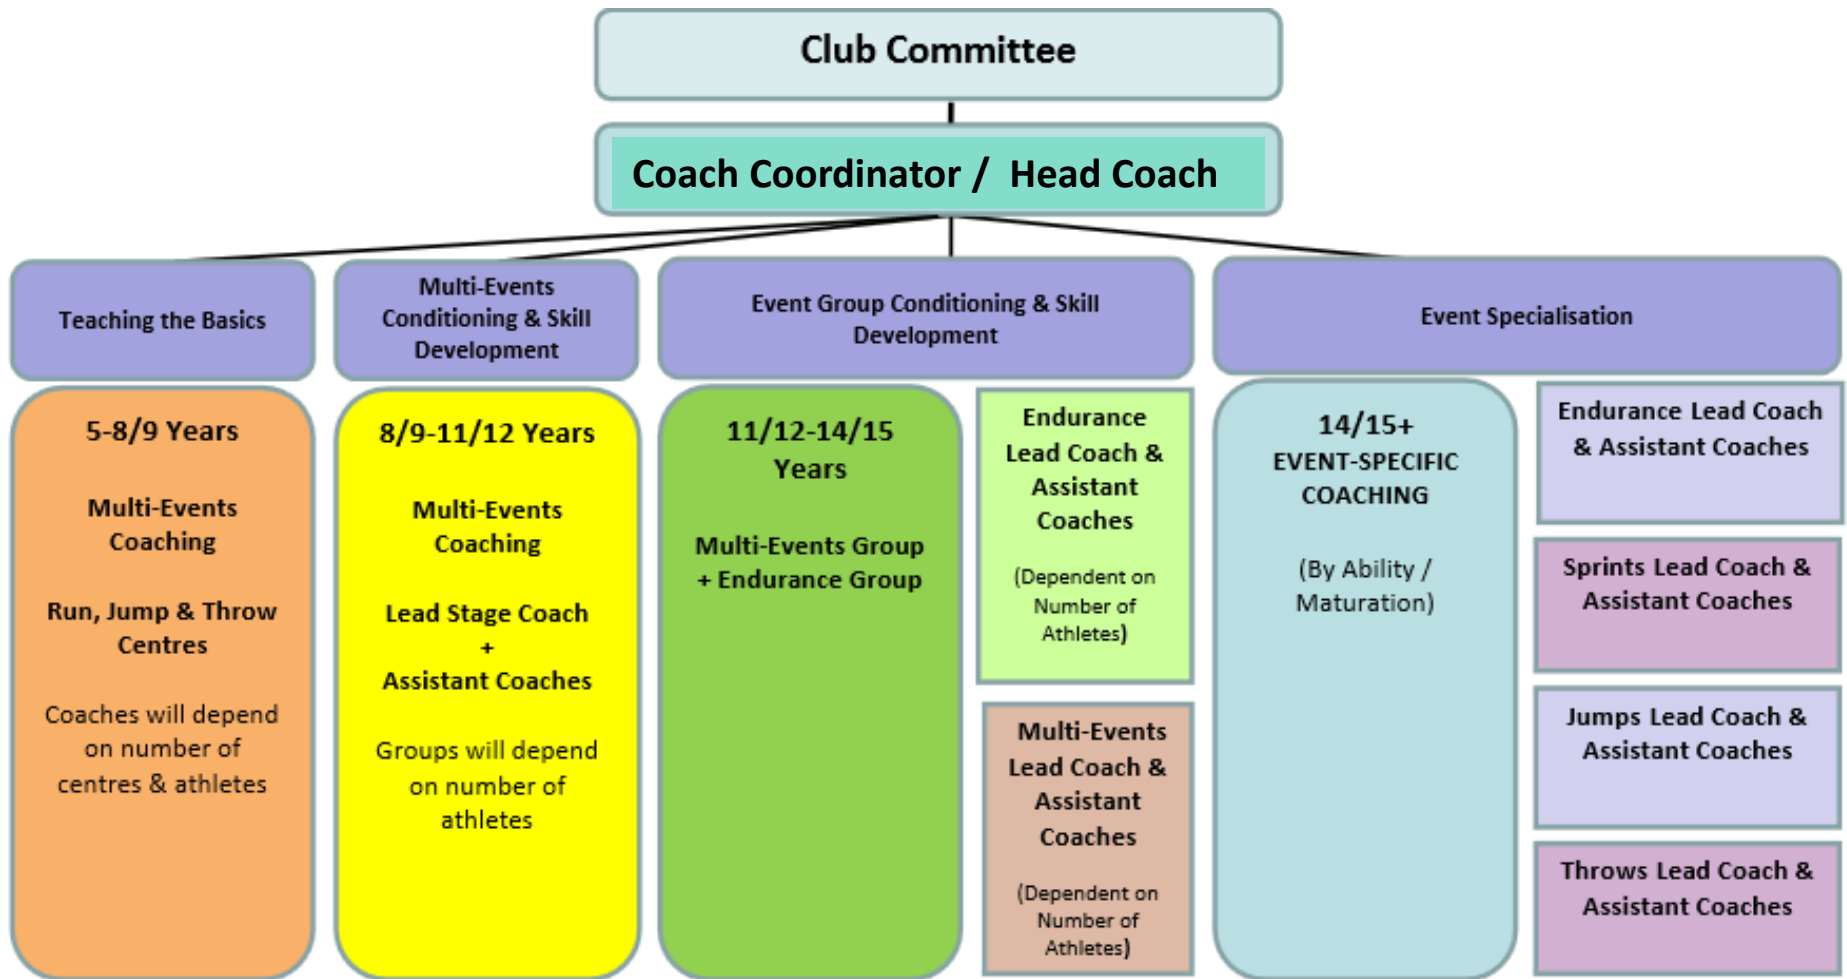 Club Committee
Coach Coordinator / Head Coach
Teaching the Basics
Multi-Events
Conditioning & Skill
Development
Event Group Conditioning & Skill
Development
Event Specialisation
5-8/9 Years
Multi-Events
Coaching
Run, Jump & Throw
Centres
Coaches will depend
on number of
centres & athletes
8/9-11/12 Years
Multi-Events
Coaching
Lead Stage Coach
+
Assistant Coaches
Groups will depend
on number of
athletes
11/12-14/15
Years
Multi-Events Group
+ Endurance Group
Endurance
Lead Coach &
Assistant
Coaches
(Dependent on
Number of
Athletes)
Multi-Events
Lead Coach &
Assistant
Coaches
(Dependent on
Number of
Athletes)
14/15+
EVENT-SPECIFIC
COACHING
(By Ability /
Maturation)
Endurance Lead Coach
& Assistant Coaches
Sprints Lead Coach &
Assistant Coaches
Jumps Lead Coach &
Assistant Coaches
Throws Lead Coach &
Assistant Coaches